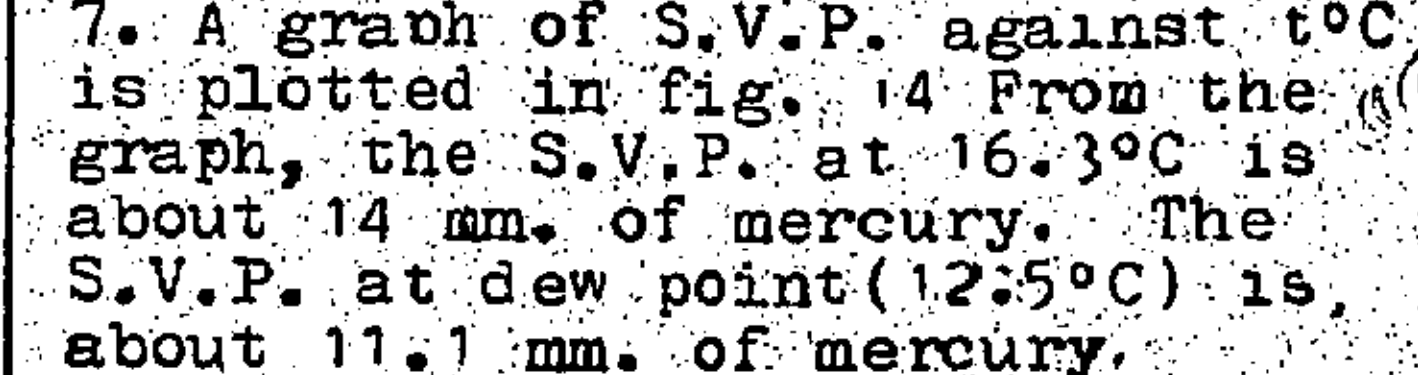 7. A graph of S.V.P. against t°C
is plotted in fig. 14 From the
graph, the S.V.P. at 16.3°C is
about 14 mm. of mercury. The
S.V.P. at dew point(12.5°C) is,
about 11.1 mm. of mercury.